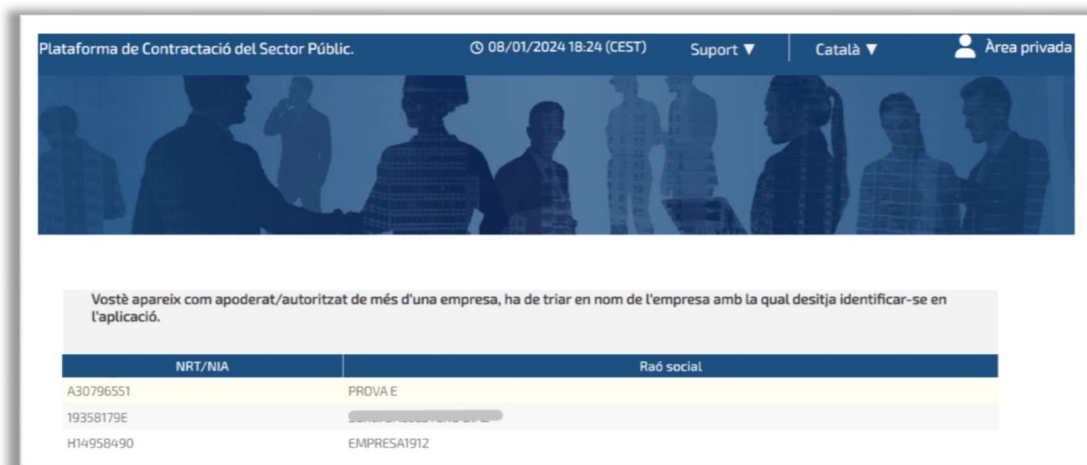 Plataforma de Contractació del Sector Públic. 08/01/2024 18:24 (CEST) Suport ▼ Català ▼ Àrea privada
Vostè apareix com apoderat/autoritzat de més d'una empresa, ha de triar en nom de l'empresa amb la qual desitja identificar-se en
l'aplicació.
NRT/NIA Raó social
A30796551 PROVA E
19358179E
H14958490 EMPRESA1912